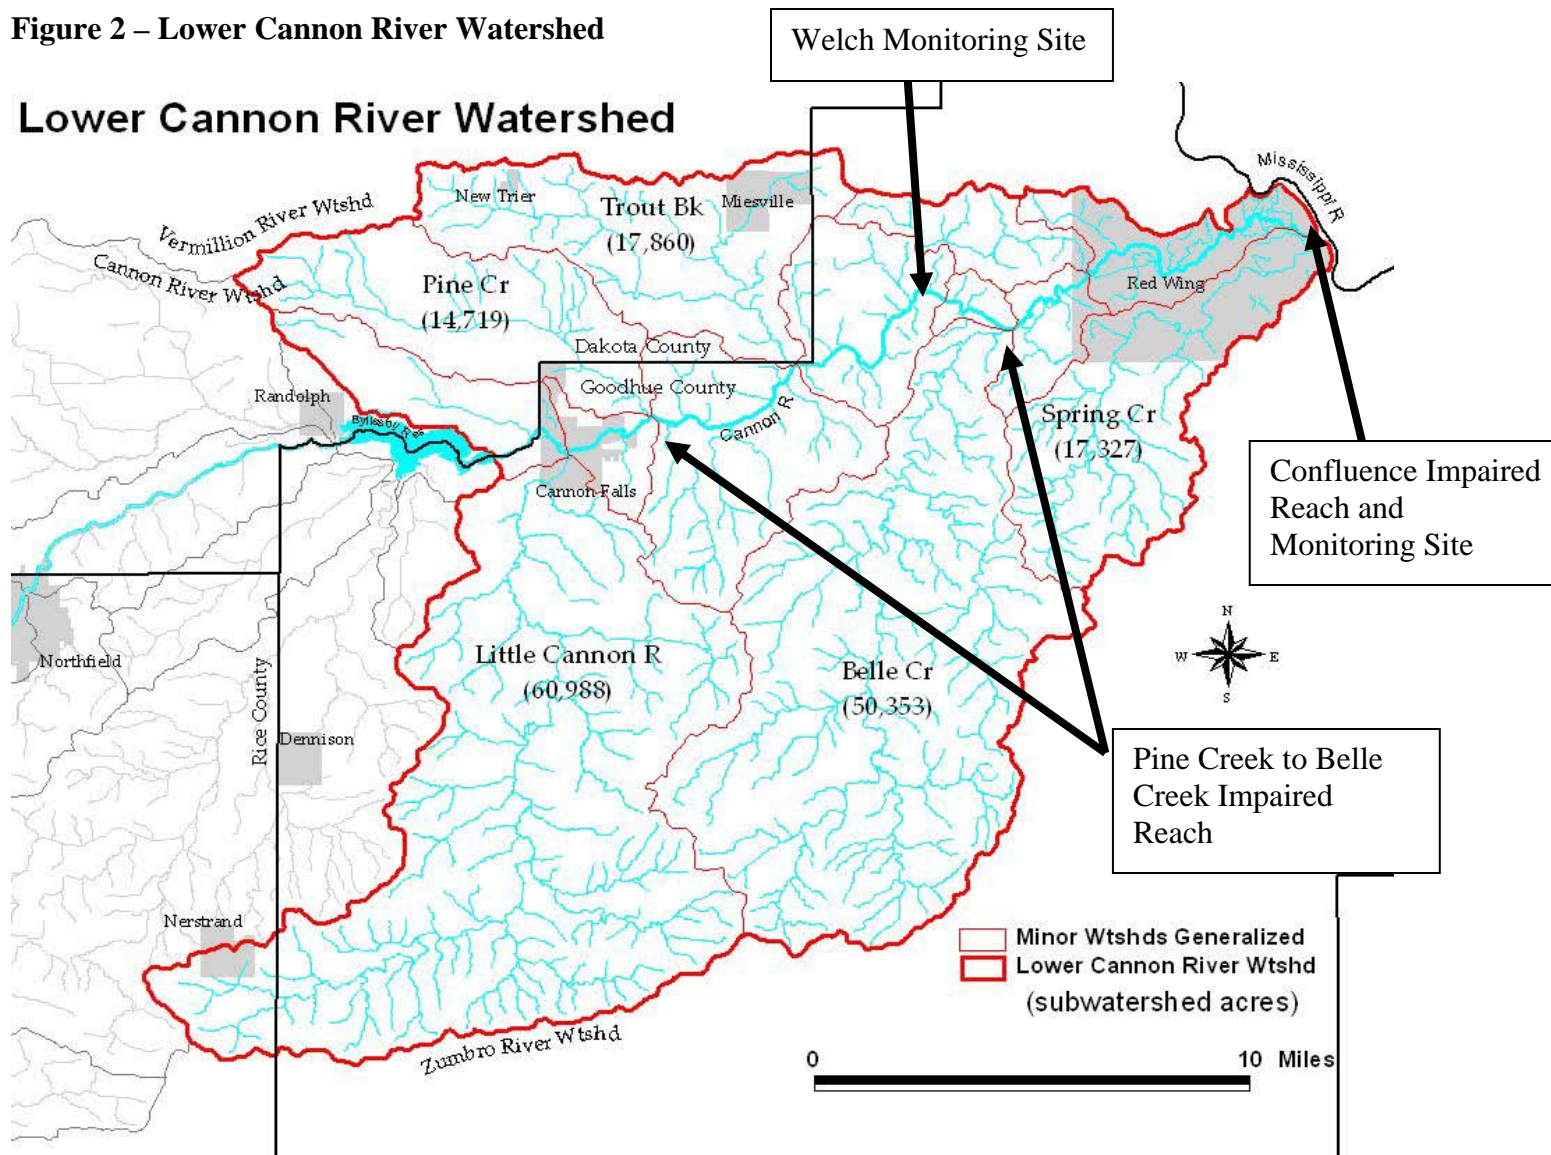 Figure 2 – Lower Cannon River Watershed
Welch Monitoring Site
Lower Cannon River Watershed
Mississippi R
Vermillion River Wtshd
Cannon River Wtshd
New Trier
Trout Bk
(17,860)
Miesville
Pine Cr
(14,719)
Red Wing
Dakota County
Goodhue County
Randolph
Cannon R
Spring Cr
(17,327)
Cannon Falls
Confluence Impaired
Reach and
Monitoring Site
N
W
E
S
Northfield
Rice County
Little Cannon R
(60,988)
Belle Cr
(50,353)
Dennison
Pine Creek to Belle
Creek Impaired
Reach
Nerstrand
Minor Wtshds Generalized
Lower Cannon River Wtshd
(subwatershed acres)
Zumbro River Wtshd
0
10 Miles